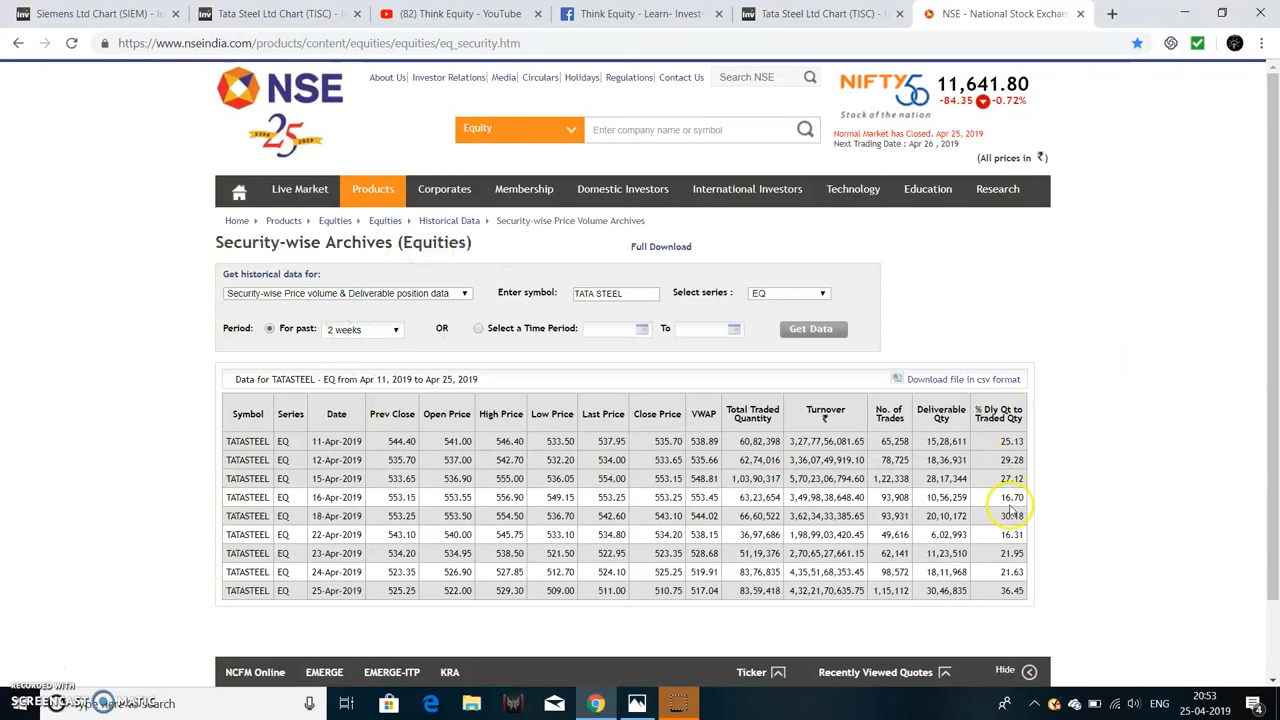 Siemens Ltd Chart (SIEM) - Inves
Tata Steel Ltd Chart (TISC) - Inv
(82) Think Equity - YouTube
Think Equity - Learn- Invest-
Tata Steel Ltd Chart (TISC) - I
NSE - National Stock Exchan
https://www.nseindia.com/products/content/equities/equities/eq_security.htm
NSE
25
About Us | Investor Relations | Media | Circulars | Holidays | Regulations | Contact Us
Search NSE
NIFTY50
Stock of the nation
11,641.80
-84.35 -0.72%
Normal Market has Closed. Apr 25, 2019
Next Trading Date : Apr 26 , 2019
(All prices in ₹)
Equity
Enter company name or symbol
Live Market Products Corporates Membership Domestic Investors International Investors Technology Education Research
Home Products Equities Equities Historical Data Security-wise Price Volume Archives
Security-wise Archives (Equities)
Full Download
Get historical data for:
Security-wise Price volume & Deliverable position data
Enter symbol: TATA STEEL
Select series : EQ
Period: For past: 2 weeks OR Select a Time Period: To Get Data
Data for TATASTEEL - EQ from Apr 11, 2019 to Apr 25, 2019
Download file in csv format
Symbol Series Date Prev Close Open Price High Price Low Price Last Price Close Price VWAP Total Traded Quantity Turnover ₹ No. of Trades Deliverable Qty % Dly Qt to Traded Qty
TATASTEEL EQ 11-Apr-2019 544.40 541.00 546.40 533.50 537.95 535.70 538.89 60,82,398 3,27,77,56,081.65 65,258 15,28,611 25.13
TATASTEEL EQ 12-Apr-2019 535.70 537.00 542.70 532.20 534.00 533.65 535.66 62,74,016 3,36,07,49,919.10 78,725 18,36,931 29.28
TATASTEEL EQ 15-Apr-2019 533.65 536.90 555.00 536.05 554.00 553.15 548.81 1,03,90,317 5,70,23,06,794.60 1,22,338 28,17,344 27.12
TATASTEEL EQ 16-Apr-2019 553.15 553.55 556.90 549.15 553.25 553.25 553.45 63,23,654 3,49,98,38,648.40 93,908 10,56,259 16.70
TATASTEEL EQ 18-Apr-2019 553.25 553.50 554.50 536.70 542.60 543.10 544.02 66,60,522 3,62,34,33,385.65 93,931 20,10,172 30.18
TATASTEEL EQ 22-Apr-2019 543.10 540.00 545.75 533.10 534.80 534.20 538.15 36,97,686 1,98,99,03,420.45 49,616 6,02,993 16.31
TATASTEEL EQ 23-Apr-2019 534.20 534.95 538.50 521.50 522.95 523.35 528.68 51,19,376 2,70,65,27,661.15 62,141 11,23,510 21.95
TATASTEEL EQ 24-Apr-2019 523.35 526.90 527.85 512.70 524.10 525.25 519.91 83,76,835 4,35,51,68,353.45 98,572 18,11,968 21.63
TATASTEEL EQ 25-Apr-2019 525.25 522.00 529.30 509.00 511.00 510.75 517.04 83,59,418 4,32,21,70,635.75 1,15,112 30,46,835 36.45
NCFM Online EMERGE EMERGE-ITP KRA
Ticker
Recently Viewed Quotes
Hide
RECORDED WITH
SCREENCAST MATIC
here to search
ENG
20:53
25-04-2019
4